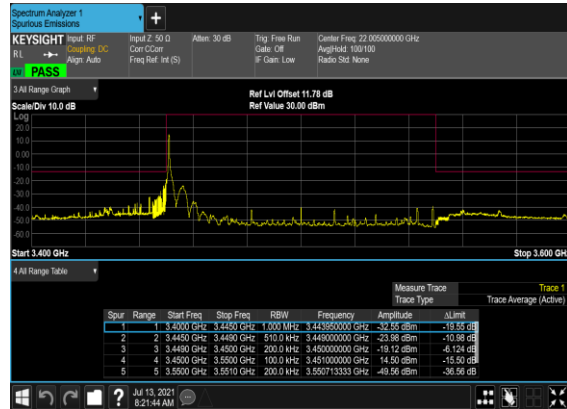 Spectrum Analyzer 1
Spurious Emissions
+
KEYSIGHT Input: RF Input Z: 50 Ω Atten: 30 dB Trig: Free Run Center Freq: 22.005000000 GHz
RL Coupling: DC Corr CCorr Gate: Off Avg|Hold: 100/100
Align: Auto Freq Ref: Int (S) IF Gain: Low Radio Std: None
PASS
3 All Range Graph
Ref Lvl Offset 11.78 dB
Scale/Div 10.0 dB Ref Value 30.00 dBm
Log
20.0
10.0
0.00
-10.0
-20.0
-30.0
-40.0
-50.0
-60.0
Start 3.400 GHz Stop 3.600 GH
4 All Range Table
Measure Trace Trace 1
Trace Type Trace Average (Active)
Spur Range Start Freq Stop Freq RBW Frequency Amplitude ΔLimit
1 1 3.4000 GHz 3.4450 GHz 1.000 MHz 3.443950000 GHz -32.55 dBm -19.55 dB
2 2 3.4450 GHz 3.4490 GHz 510.0 kHz 3.449000000 GHz -23.98 dBm -10.98 dB
3 3 3.4490 GHz 3.4500 GHz 200.0 kHz 3.450000000 GHz -19.12 dBm -6.124 dB
4 4 3.4500 GHz 3.5500 GHz 200.0 kHz 3.451000000 GHz 14.50 dBm -15.50 dB
5 5 3.5500 GHz 3.5510 GHz 200.0 kHz 3.550713333 GHz -49.56 dBm -36.56 dB
? Jul 13, 2021
8:21:44 AM